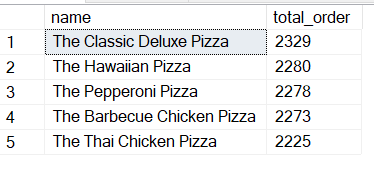 name total_order
1 The Classic Deluxe Pizza 2329
2 The Hawaiian Pizza 2280
3 The Pepperoni Pizza 2278
4 The Barbecue Chicken Pizza 2273
5 The Thai Chicken Pizza 2225